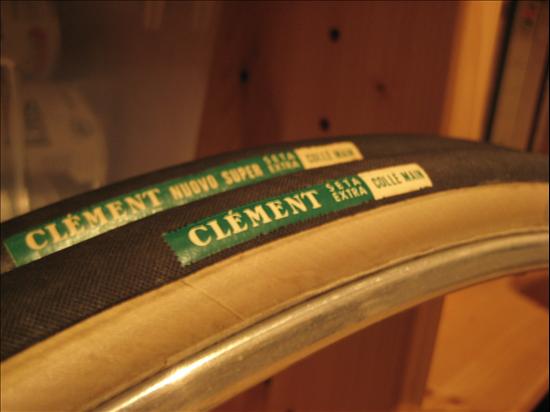 CLÉMENT NUOVO SUPER SETA EXTRA COLLE MAIN
CLÉMENT SETA EXTRA COLLE-MAIN